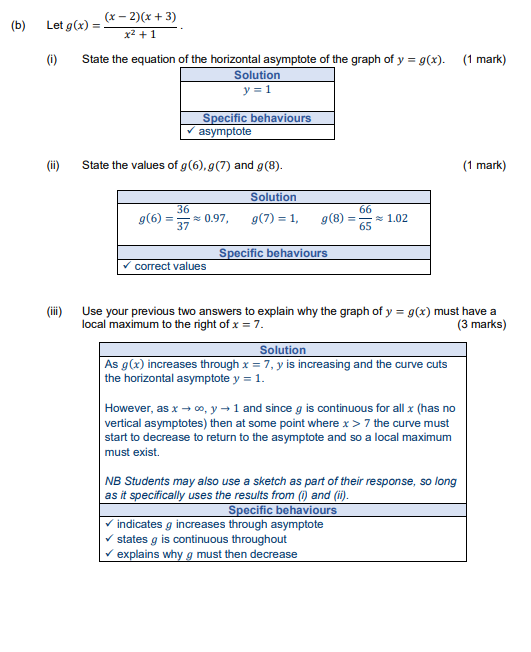 (b) Let g(x) = (x − 2)(x + 3) / x² + 1 .
(i) State the equation of the horizontal asymptote of the graph of y = g(x). (1 mark)
Solution
y = 1
Specific behaviours
✓ asymptote
(ii) State the values of g(6), g(7) and g(8). (1 mark)
Solution
g(6) = 36/37 ≈ 0.97, g(7) = 1, g(8) = 66/65 ≈ 1.02
Specific behaviours
✓ correct values
(iii) Use your previous two answers to explain why the graph of y = g(x) must have a
local maximum to the right of x = 7. (3 marks)
Solution
As g(x) increases through x = 7, y is increasing and the curve cuts
the horizontal asymptote y = 1.
However, as x → ∞, y → 1 and since g is continuous for all x (has no
vertical asymptotes) then at some point where x > 7 the curve must
start to decrease to return to the asymptote and so a local maximum
must exist.
NB Students may also use a sketch as part of their response, so long
as it specifically uses the results from (i) and (ii).
Specific behaviours
✓ indicates g increases through asymptote
✓ states g is continuous throughout
✓ explains why g must then decrease